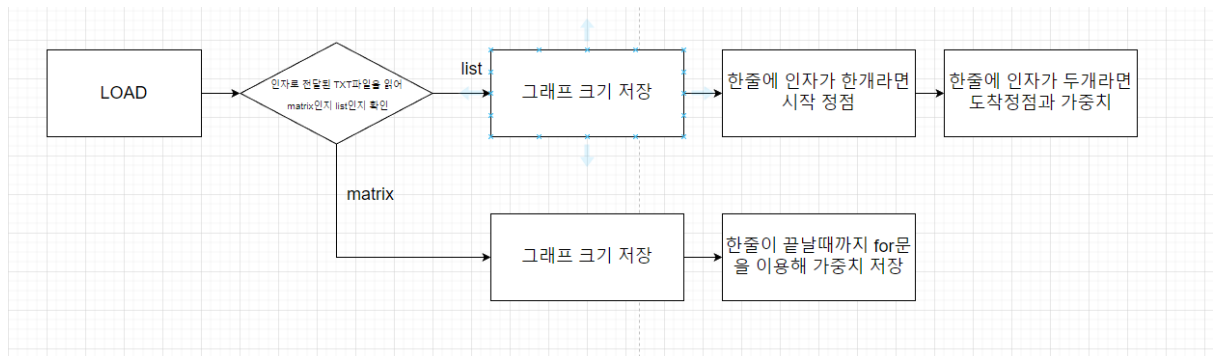 LOAD
인자로 전달된 TXT파일을 읽어
matrix인지 list인지 확인
list
그래프 크기 저장
한줄에 인자가 한개라면
시작 정점
한줄에 인자가 두개라면
도착정점과 가중치
matrix
그래프 크기 저장
한줄이 끝날때까지 for문
을 이용해 가중치 저장